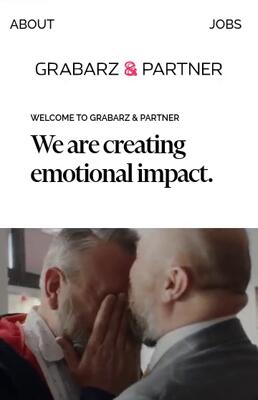 ABOUT
JOBS
GRABARZ & PARTNER
WELCOME TO GRABARZ & PARTNER
We are creating
emotional impact.